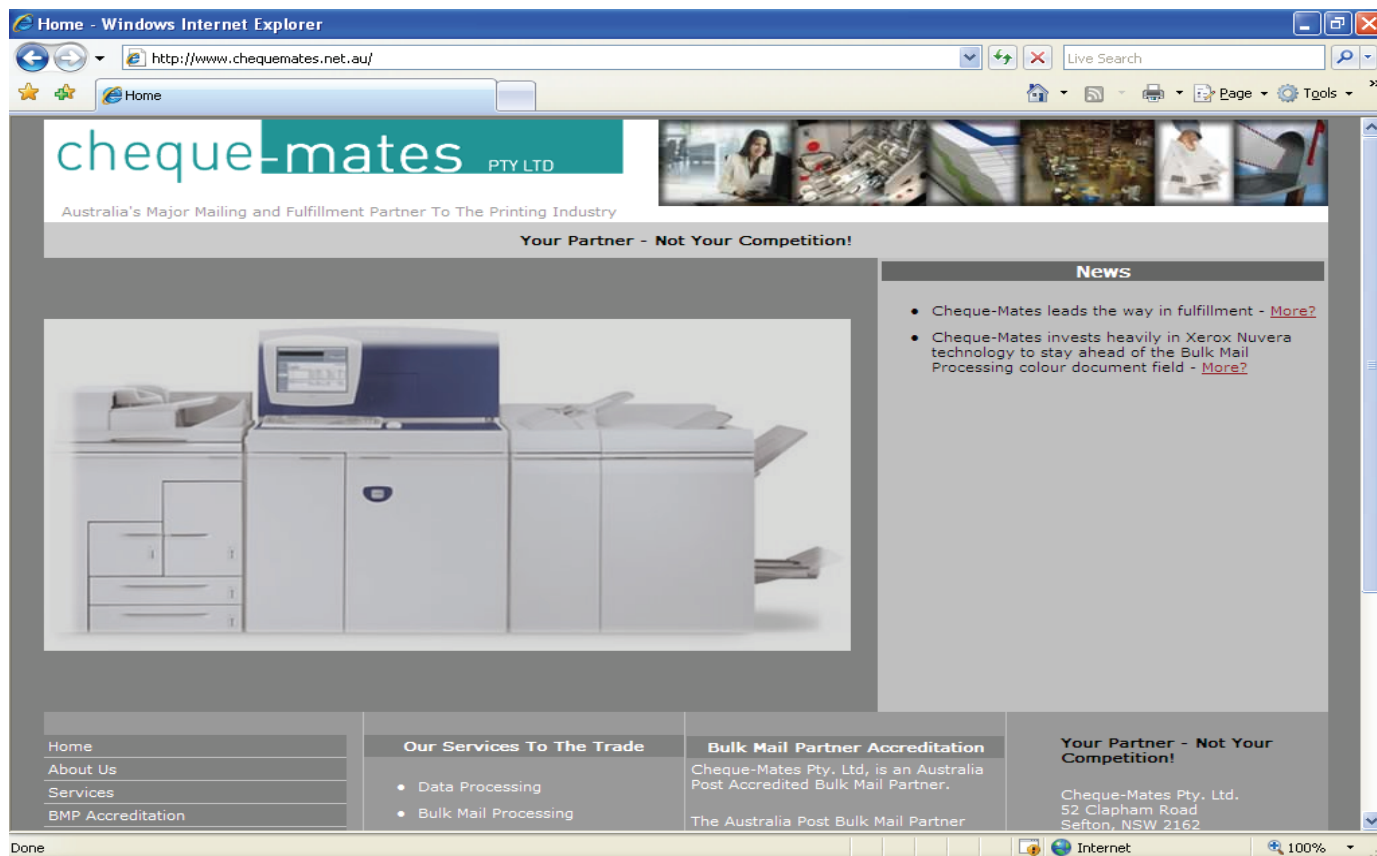 Home - Windows Internet Explorer
http://www.chequemates.net.au/
Live Search
Home
Page
Tools
cheque-mates PTY LTD
Australia's Major Mailing and Fulfillment Partner To The Printing Industry
Your Partner - Not Your Competition!
News
Cheque-Mates leads the way in fulfillment - More?
Cheque-Mates invests heavily in Xerox Nuvera
technology to stay ahead of the Bulk Mail
Processing colour document field - More?
Home
About Us
Services
BMP Accreditation
Our Services To The Trade
Data Processing
Bulk Mail Processing
Bulk Mail Partner Accreditation
Cheque-Mates Pty. Ltd, is an Australia
Post Accredited Bulk Mail Partner.
The Australia Post Bulk Mail Partner
Your Partner - Not Your
Competition!
Cheque-Mates Pty. Ltd.
52 Clapham Road
Sefton, NSW 2162
Done
Internet
100%